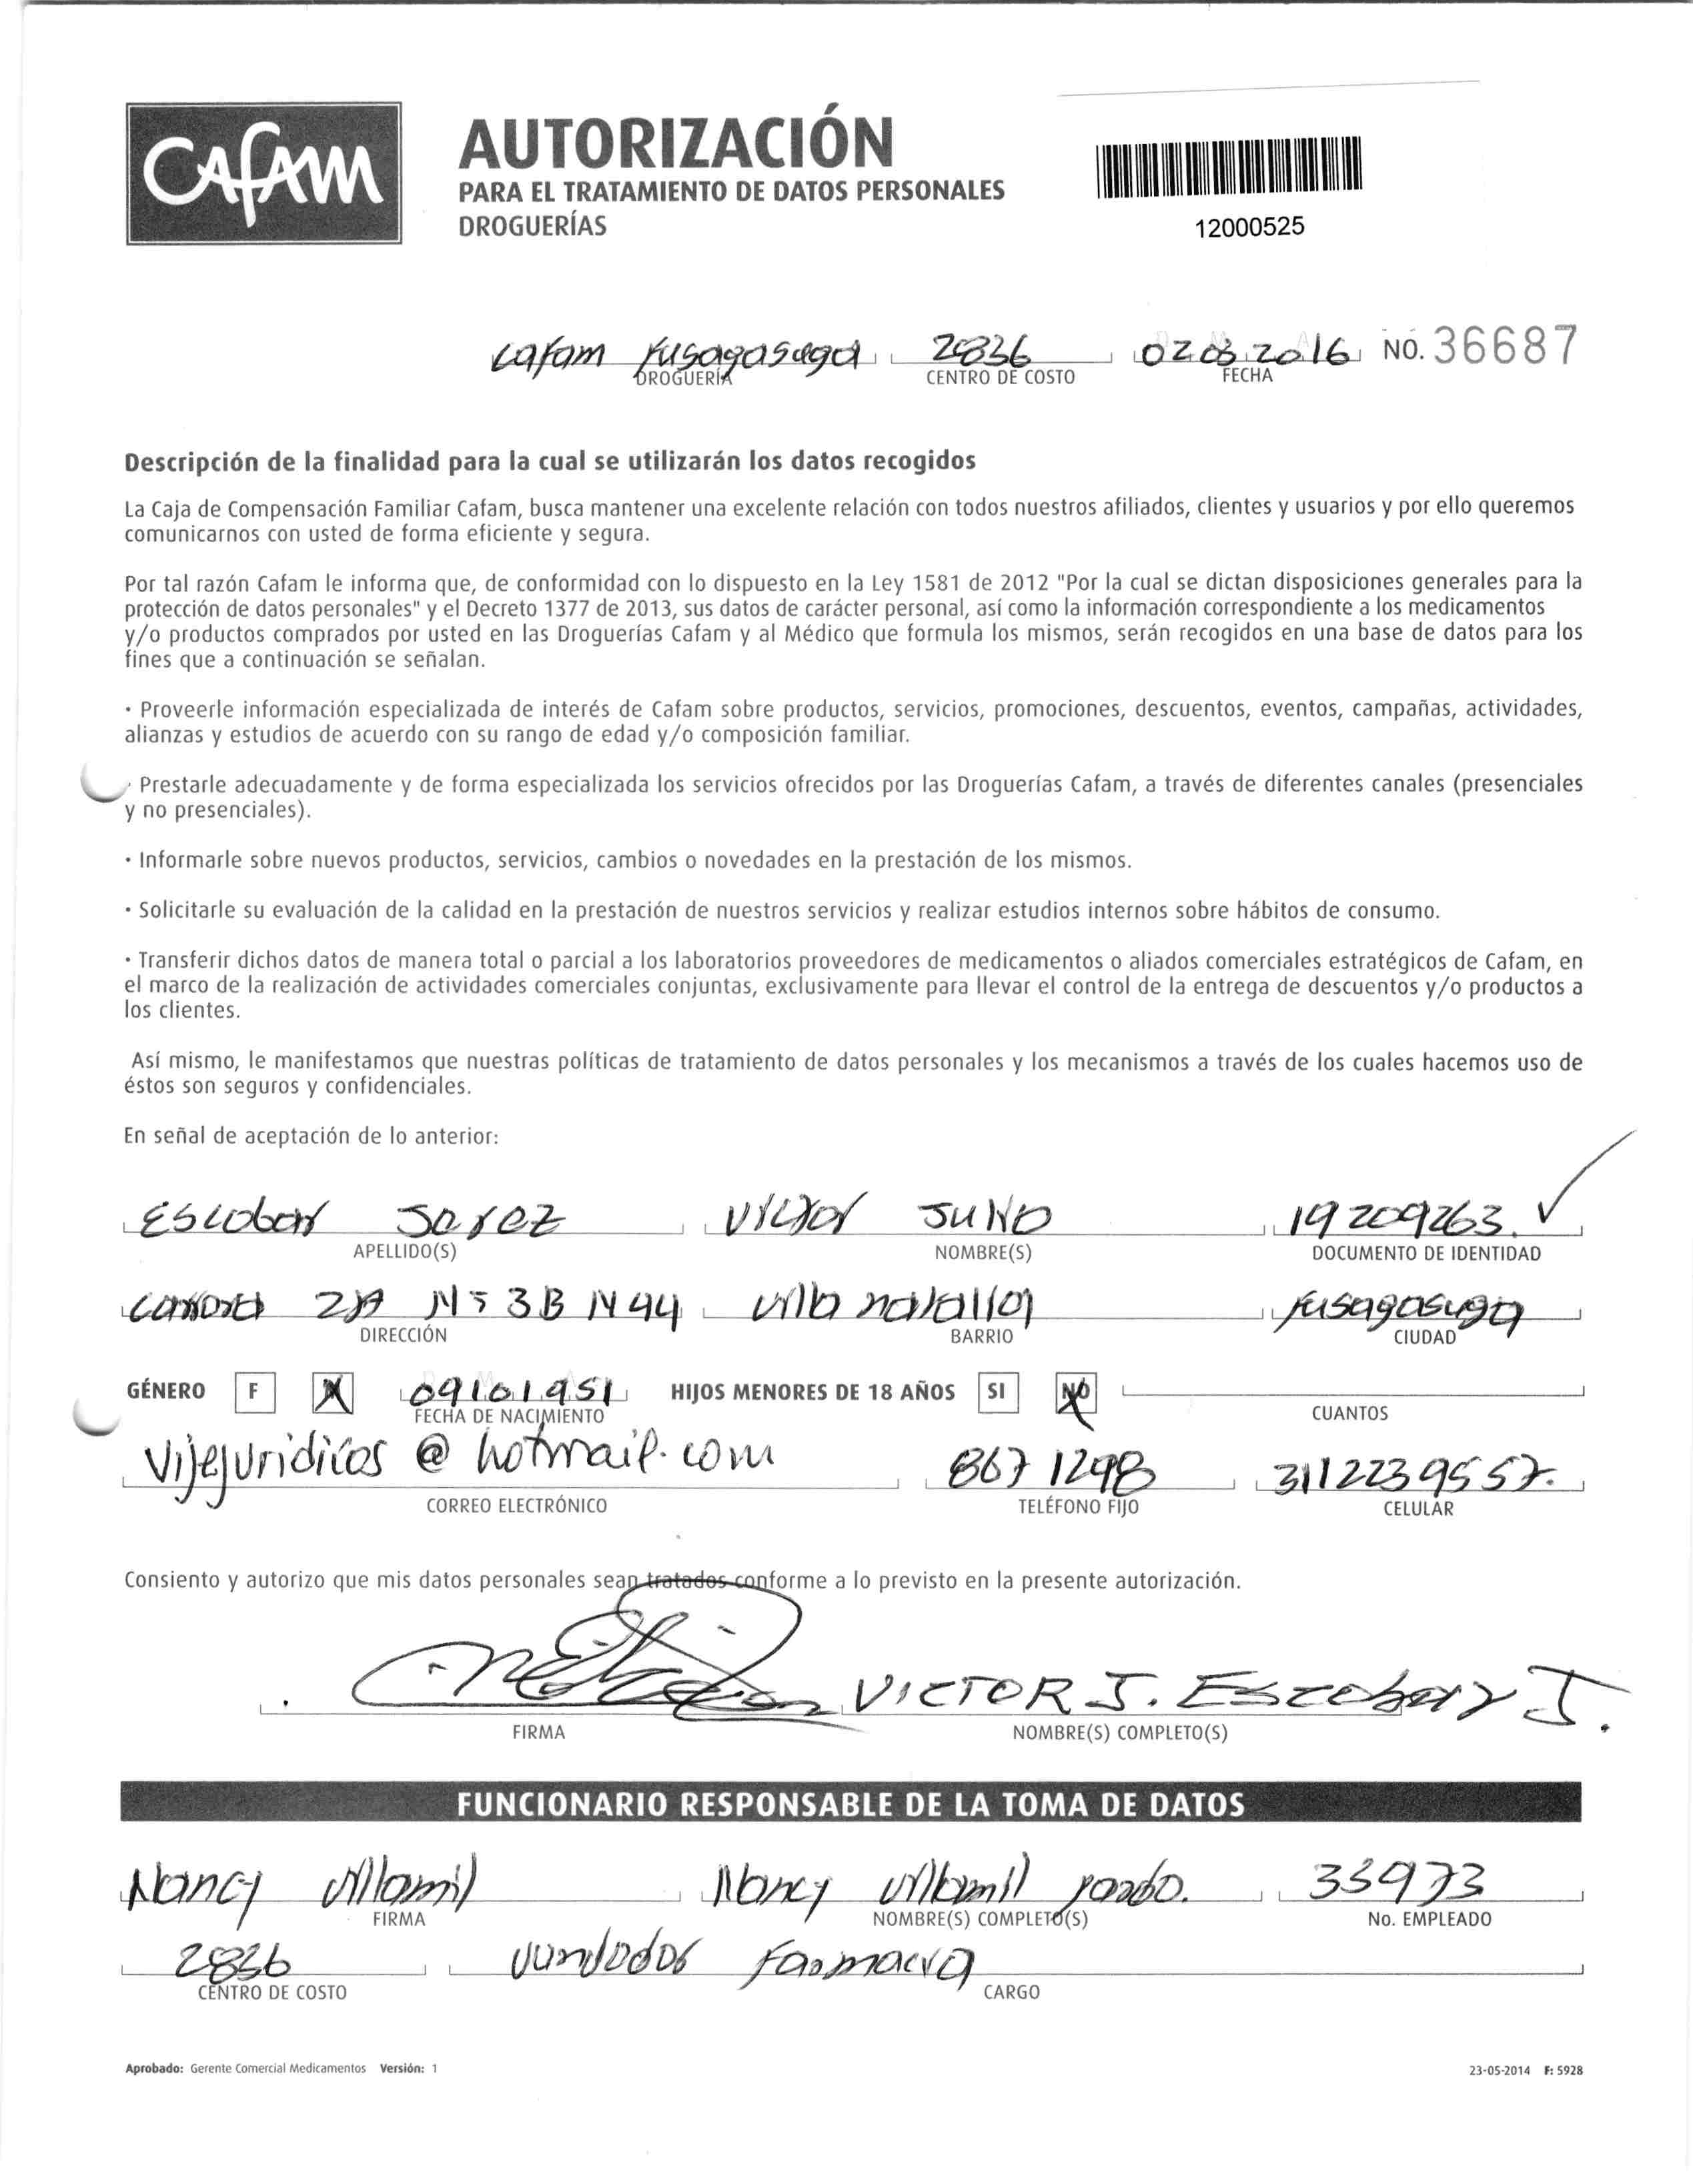 CAFAM
AUTORIZACIÓN
PARA EL TRATAMIENTO DE DATOS PERSONALES
DROGUERÍAS
12000525
Cafam fusagasuga 2836 02 03 2016 NO. 36687
DROGUERÍA CENTRO DE COSTO FECHA
Descripción de la finalidad para la cual se utilizarán los datos recogidos
La Caja de Compensación Familiar Cafam, busca mantener una excelente relación con todos nuestros afiliados, clientes y usuarios y por ello queremos
comunicarnos con usted de forma eficiente y segura.
Por tal razón Cafam le informa que, de conformidad con lo dispuesto en la Ley 1581 de 2012 "Por la cual se dictan disposiciones generales para la
protección de datos personales" y el Decreto 1377 de 2013, sus datos de carácter personal, así como la información correspondiente a los medicamentos
y/o productos comprados por usted en las Droguerías Cafam y al Médico que formula los mismos, serán recogidos en una base de datos para los
fines que a continuación se señalan.
· Proveerle información especializada de interés de Cafam sobre productos, servicios, promociones, descuentos, eventos, campañas, actividades,
alianzas y estudios de acuerdo con su rango de edad y/o composición familiar.
· Prestarle adecuadamente y de forma especializada los servicios ofrecidos por las Droguerías Cafam, a través de diferentes canales (presenciales
y no presenciales).
· Informarle sobre nuevos productos, servicios, cambios o novedades en la prestación de los mismos.
· Solicitarle su evaluación de la calidad en la prestación de nuestros servicios y realizar estudios internos sobre hábitos de consumo.
· Transferir dichos datos de manera total o parcial a los laboratorios proveedores de medicamentos o aliados comerciales estratégicos de Cafam, en
el marco de la realización de actividades comerciales conjuntas, exclusivamente para llevar el control de la entrega de descuentos y/o productos a
los clientes.
Así mismo, le manifestamos que nuestras políticas de tratamiento de datos personales y los mecanismos a través de los cuales hacemos uso de
éstos son seguros y confidenciales.
En señal de aceptación de lo anterior:
Escobar Victor Julio 19209263.
APELLIDO(S) NOMBRE(S) DOCUMENTO DE IDENTIDAD
carrera N 44 villa natalia fusagasuga
DIRECCIÓN BARRIO CIUDAD
GÉNERO F 09101951 HIJOS MENORES DE 18 AÑOS SI NO
FECHA DE NACIMIENTO CUANTOS
vijejuridicos @ hotmail.com 867 1298 3112239557.
CORREO ELECTRÓNICO TELÉFONO FIJO CELULAR
Consiento y autorizo que mis datos personales sean tratados conforme a lo previsto en la presente autorización.
VICTOR J. Escobar J.
FIRMA NOMBRE(S) COMPLETO(S)
FUNCIONARIO RESPONSABLE DE LA TOMA DE DATOS
Nancy villamil Nancy villamil 33973
FIRMA NOMBRE(S) COMPLETO(S) No. EMPLEADO
2836 farmacia
CENTRO DE COSTO CARGO
Aprobado: Gerente Comercial Medicamentos Versión: 1 23-05-2014 F: 5928